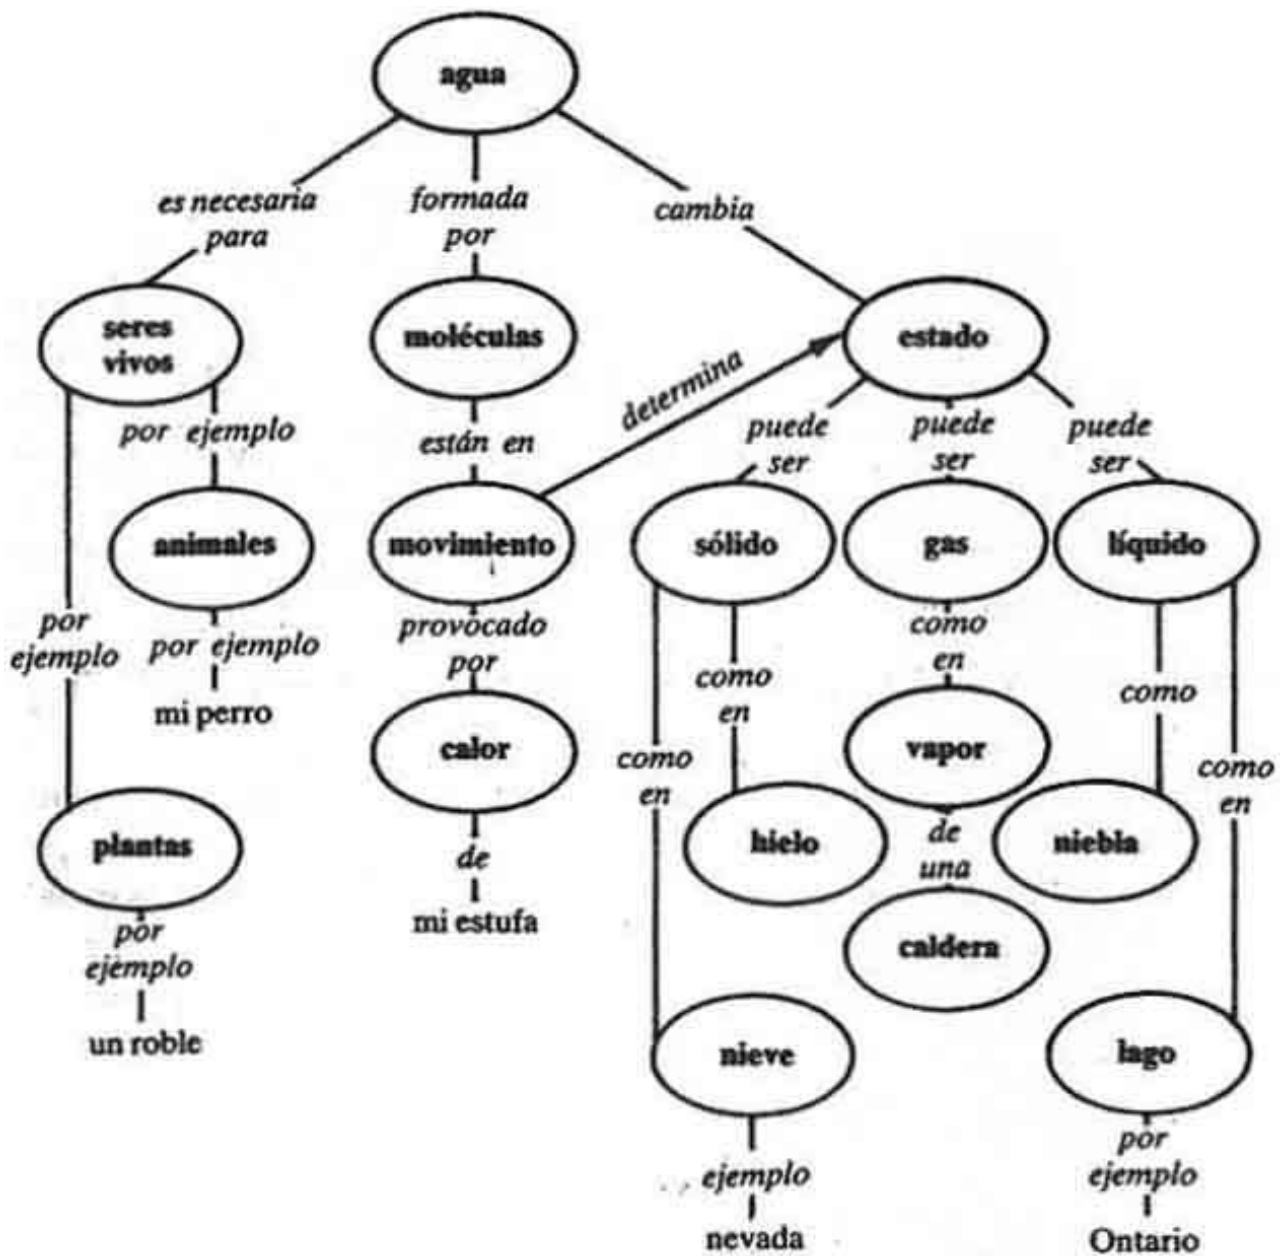 agua
es necesaria
para
formada
por
cambia
seres
vivos
moléculas
estado
determina
por ejemplo
están en
puede
ser
puede
ser
puede
ser
animales
movimiento
sólido
gas
líquido
por
ejemplo
por ejemplo
provocado
por
como
en
como
en
como
en
como
como
en
mi perro
calor
vapor
plantas
de
hielo
de
una
niebla
mi estufa
por
ejemplo
caldera
un roble
nieve
lago
ejemplo
por
ejemplo
nevada
Ontario